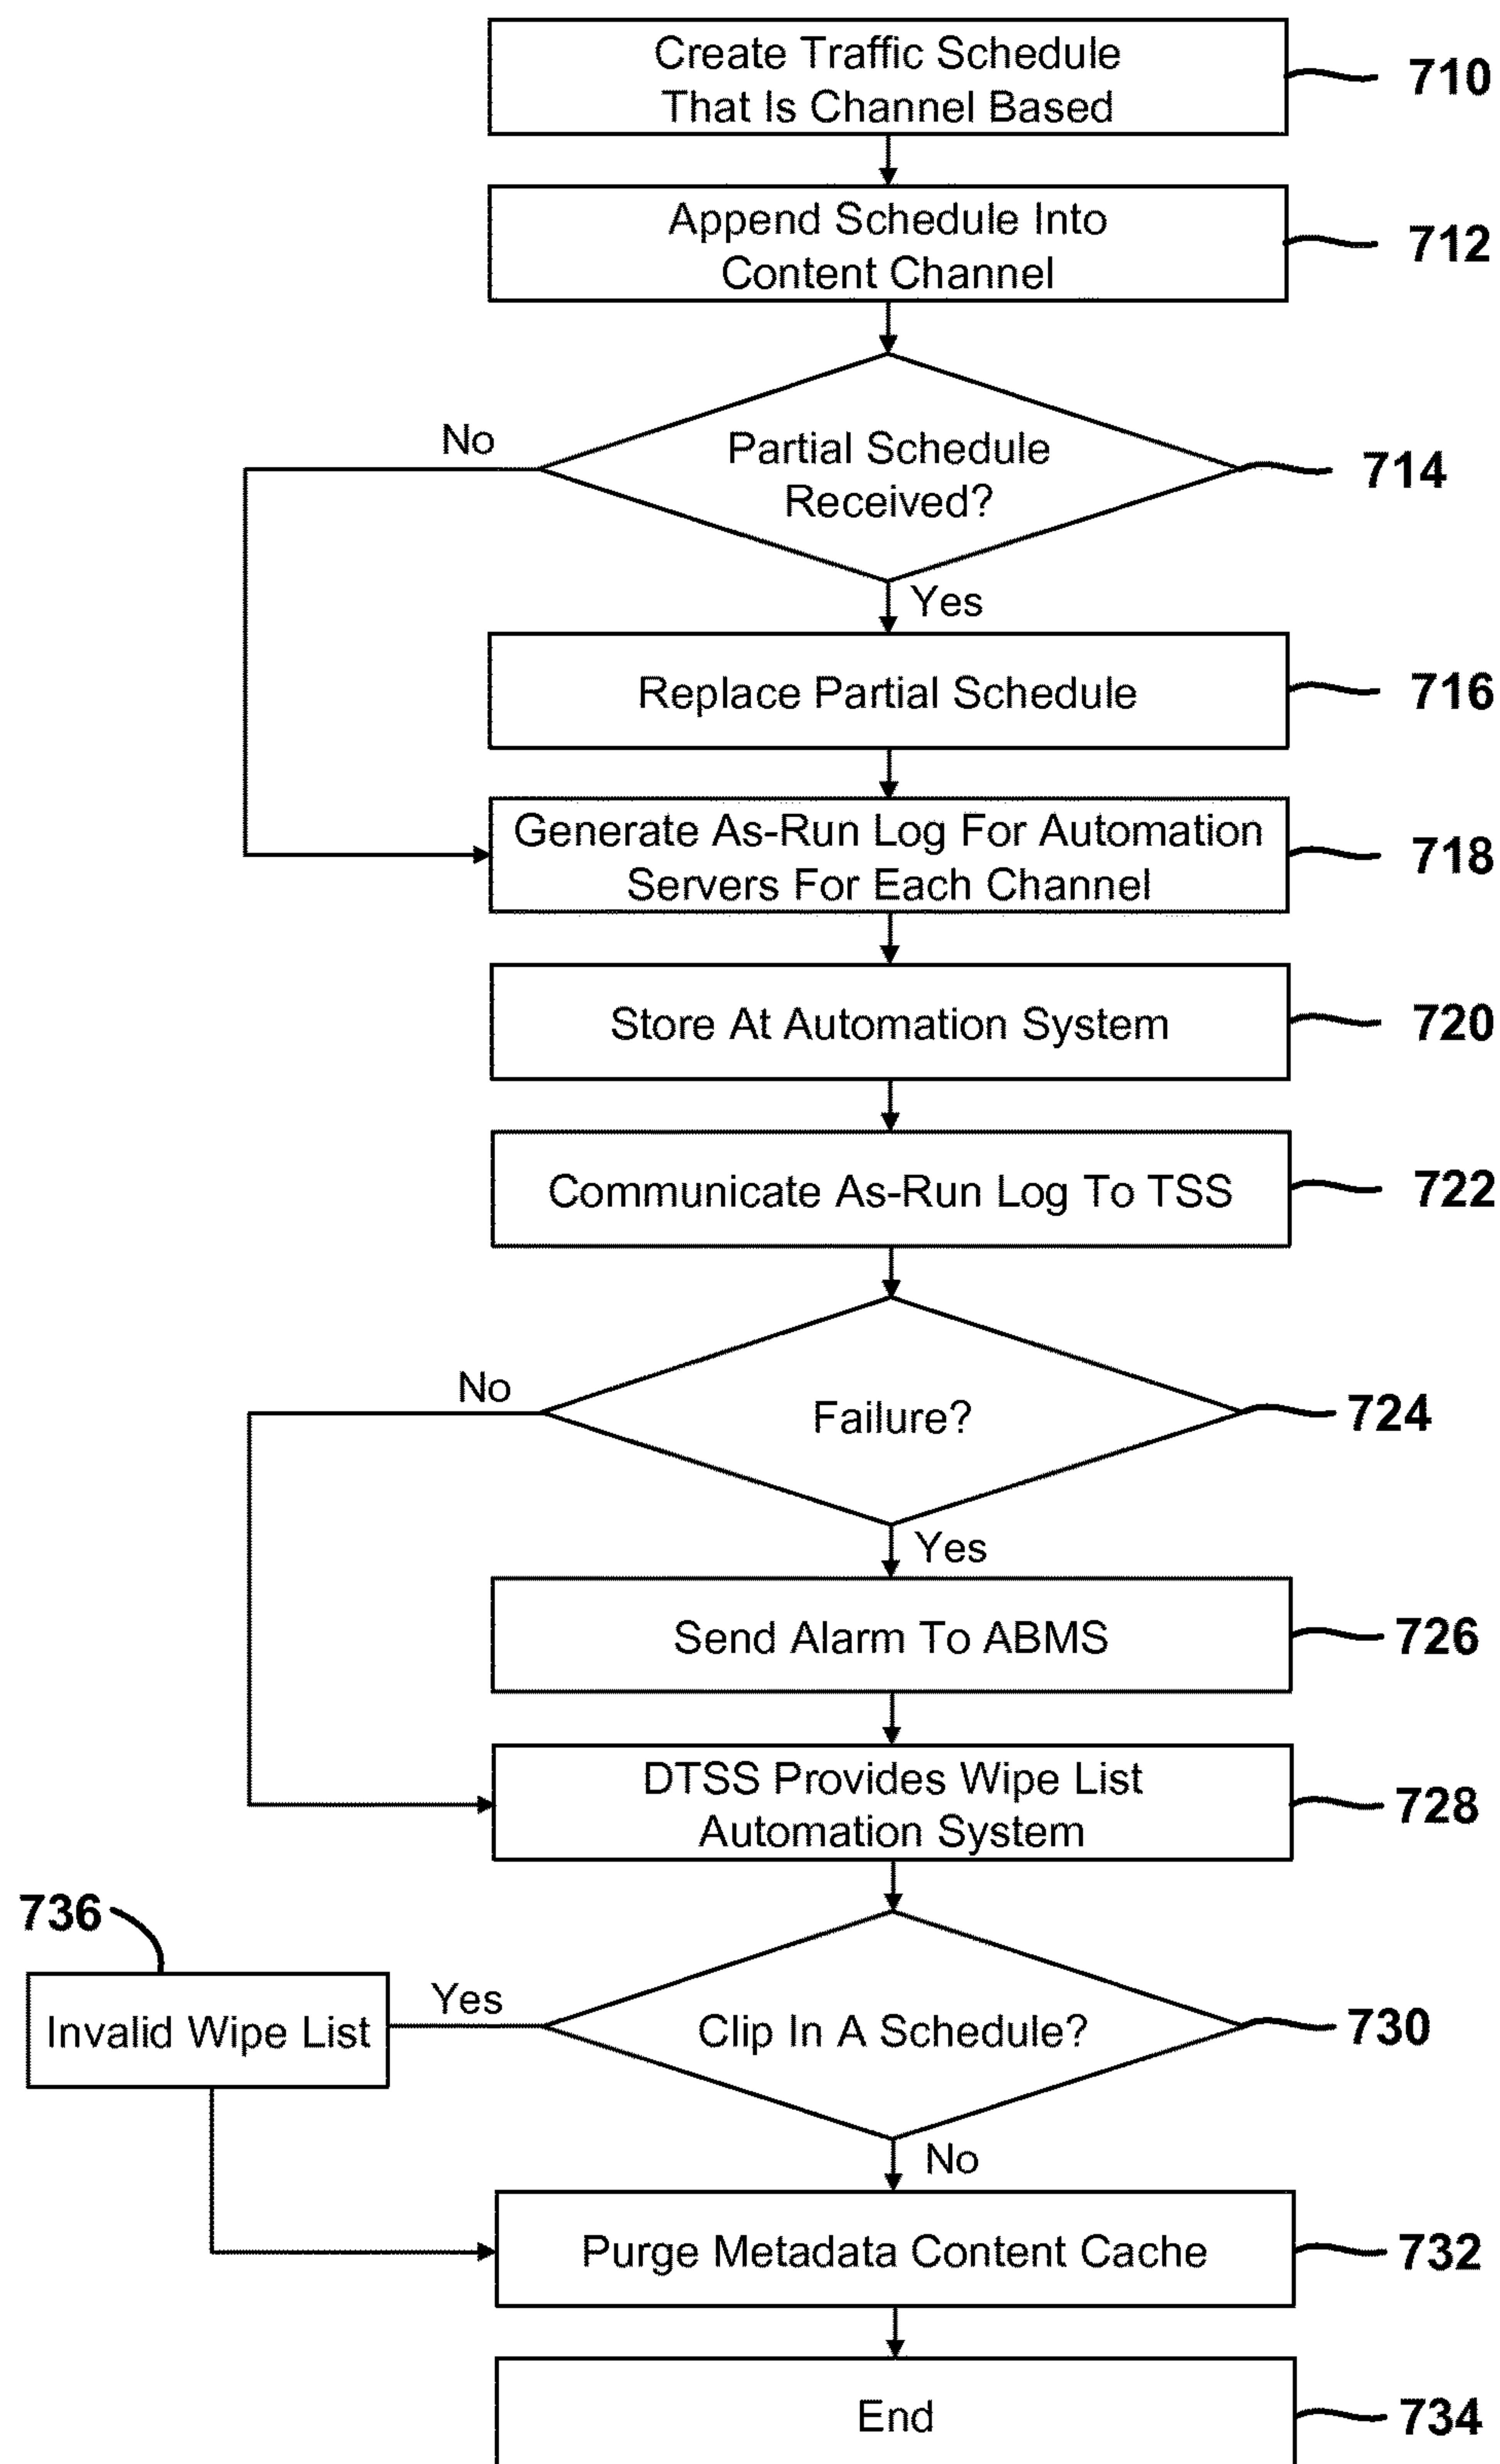 Create Traffic Schedule
That Is Channel Based
710
Append Schedule Into
Content Channel
712
No
Partial Schedule
Received?
714
Yes
Replace Partial Schedule
716
Generate As-Run Log For Automation
Servers For Each Channel
718
Store At Automation System
720
Communicate As-Run Log To TSS
722
No
Failure?
724
Yes
Send Alarm To ABMS
726
DTSS Provides Wipe List
Automation System
728
736
Invalid Wipe List
Yes
Clip In A Schedule?
730
No
Purge Metadata Content Cache
732
End
734